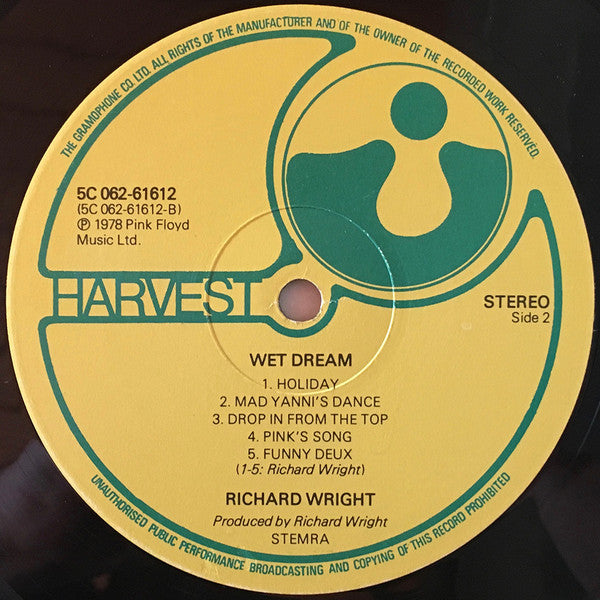 THE GRAMOPHONE CO. LTD. ALL RIGHTS OF THE MANUFACTURER AND OF THE OWNER OF THE RECORDED WORK RESERVED.
5C 062-61612
(5C 062-61612-B)
℗ 1978 Pink Floyd
Music Ltd.
HARVEST
STEREO
Side 2
WET DREAM
1. HOLIDAY
2. MAD YANNI'S DANCE
3. DROP IN FROM THE TOP
4. PINK'S SONG
5. FUNNY DEUX
(1-5: Richard Wright)
RICHARD WRIGHT
Produced by Richard Wright
STEMRA
UNAUTHORISED PUBLIC PERFORMANCE BROADCASTING AND COPYING OF THIS RECORD PROHIBITED